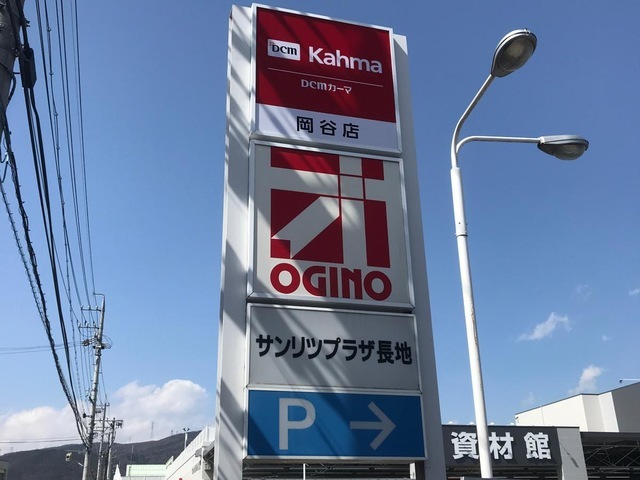 DCM Kahma
DCMカーマ
岡谷店
OGINO
サンリツプラザ長地
P →
資材館